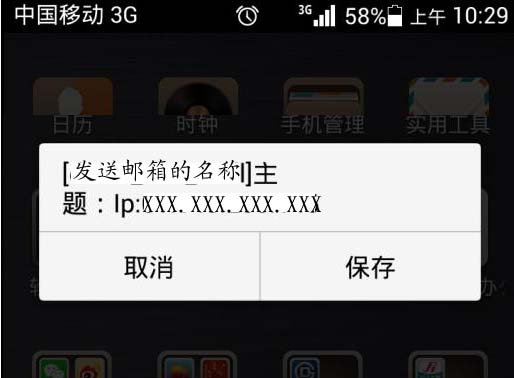 中国移动 3G 3G 58% 上午 10:29
日历 时钟 手机管理 实用工具
[发送邮箱的名称]主
题：Ip:XXX. XXX. XXX. XXX
取消 保存